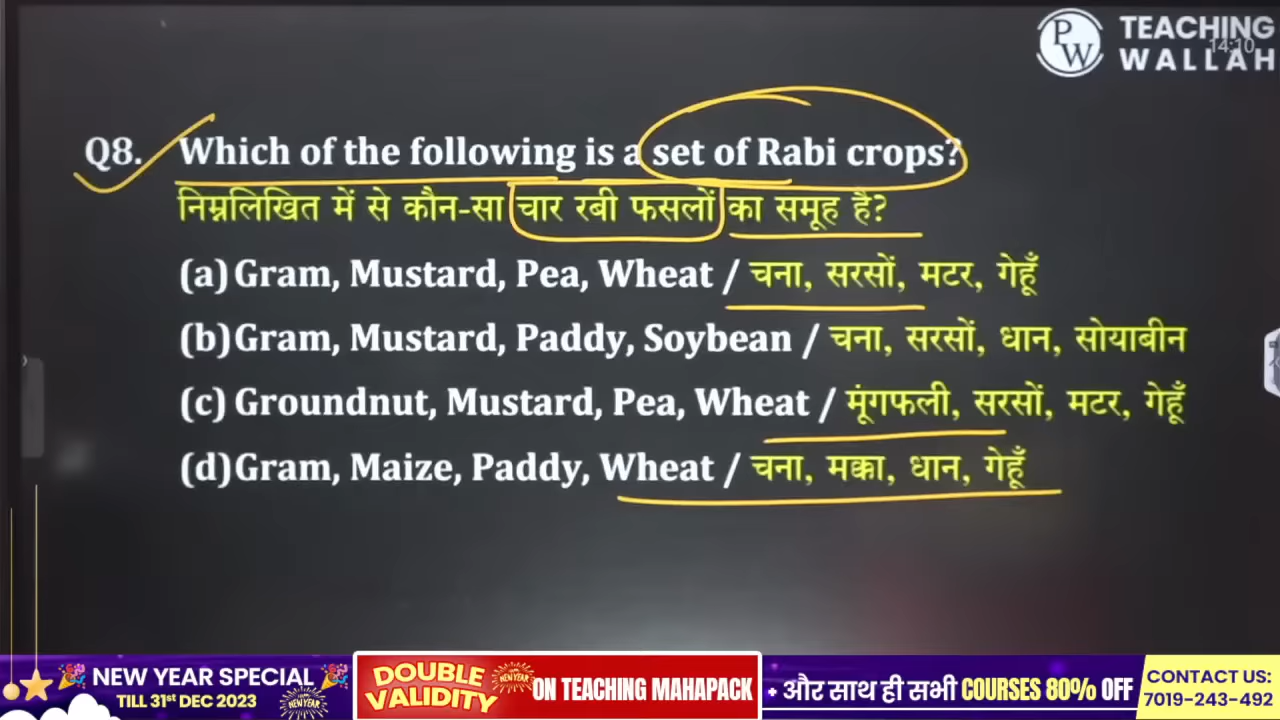 TEACHING
WALLAH
PW
14:10
Q8. Which of the following is a set of Rabi crops?
निम्नलिखित में से कौन-सा चार रबी फसलों का समूह है?
(a) Gram, Mustard, Pea, Wheat / चना, सरसों, मटर, गेहूँ
(b) Gram, Mustard, Paddy, Soybean / चना, सरसों, धान, सोयाबीन
(c) Groundnut, Mustard, Pea, Wheat / मूंगफली, सरसों, मटर, गेहूँ
(d) Gram, Maize, Paddy, Wheat / चना, मक्का, धान, गेहूँ
NEW YEAR SPECIAL
TILL 31st DEC 2023
DOUBLE
VALIDITY
ON TEACHING MAHAPACK
+ और साथ ही सभी COURSES 80% OFF
CONTACT US:
7019-243-492